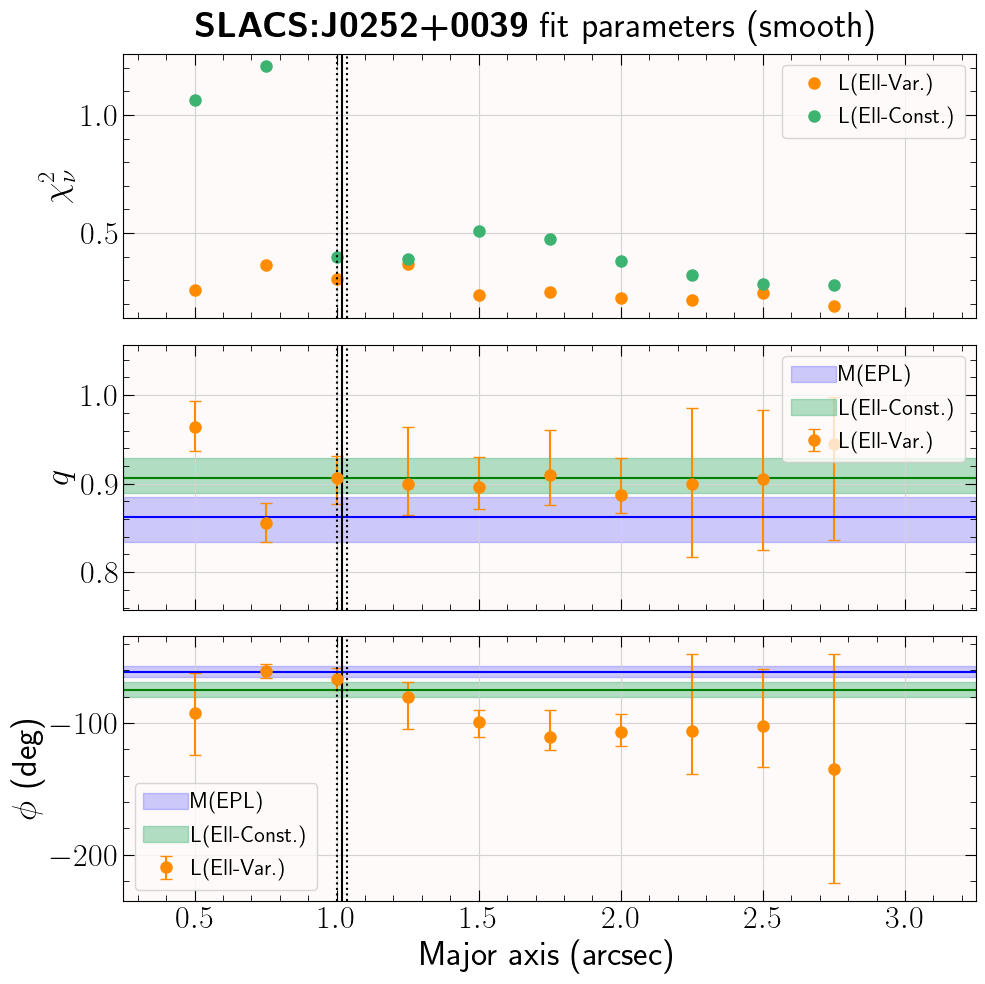 SLACS:J0252+0039 fit parameters (smooth)
L(Ell-Var.)
L(Ell-Const.)
1.0
0.5
χ²ᵥ
M(EPL)
L(Ell-Const.)
L(Ell-Var.)
1.0
0.9
0.8
q
−100
−200
ϕ (deg)
M(EPL)
L(Ell-Const.)
L(Ell-Var.)
0.5 1.0 1.5 2.0 2.5 3.0
Major axis (arcsec)